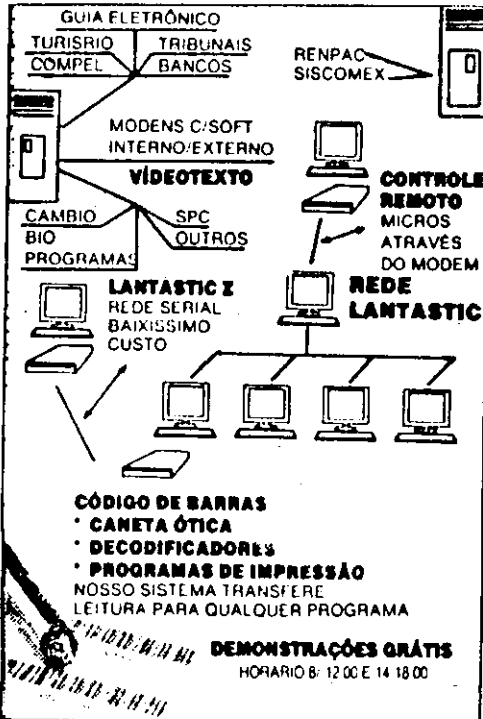 GUIA ELETRÔNICO
TURISRIO TRIBUNAIS
COMPEL BANCOS
RENPAC
SISCOMEX
MODENS C/SOFT
INTERNO/EXTERNO
VÍDEOTEXTO
CONTROLE
REMOTO
MICROS
ATRAVÉS
DO MODEM
CAMBIO SPC
BIO OUTROS
PROGRAMAS
LANTASTIC Z
REDE SERIAL
BAIXISSIMO
CUSTO
REDE
LANTASTIC
CÓDIGO DE BARRAS
* CANETA ÓTICA
* DECODIFICADORES
* PROGRAMAS DE IMPRESSÃO
NOSSO SISTEMA TRANSFERE
LEITURA PARA QUALQUER PROGRAMA
DEMONSTRAÇÕES GRÁTIS
HORARIO 8/ 12:00 E 14 18:00